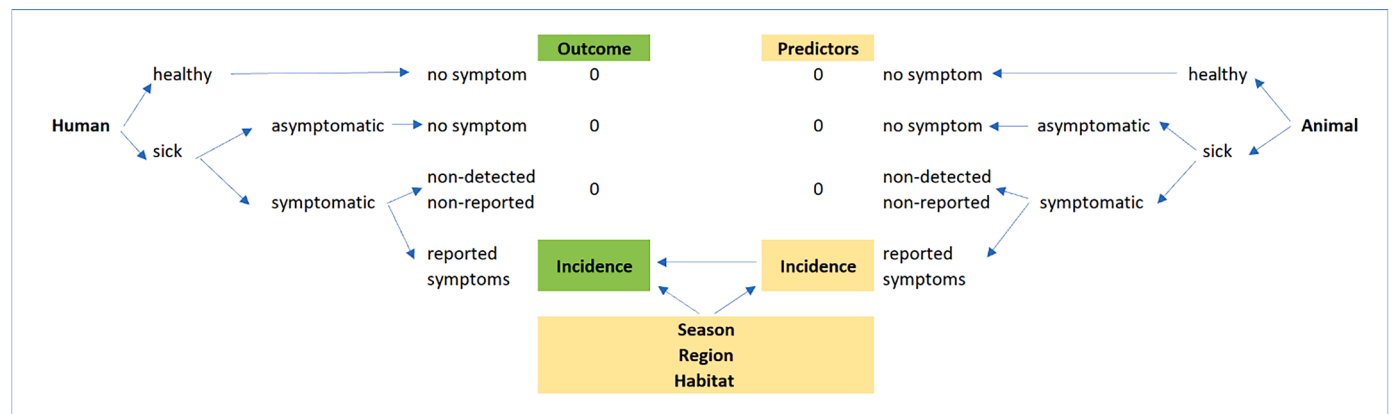 Outcome Predictors
healthy no symptom 0 0 no symptom healthy
Human asymptomatic no symptom 0 0 no symptom asymptomatic Animal
sick sick
non-detected non-detected
symptomatic 0 0 symptomatic
non-reported non-reported
reported reported
Incidence Incidence
symptoms symptoms
Season
Region
Habitat